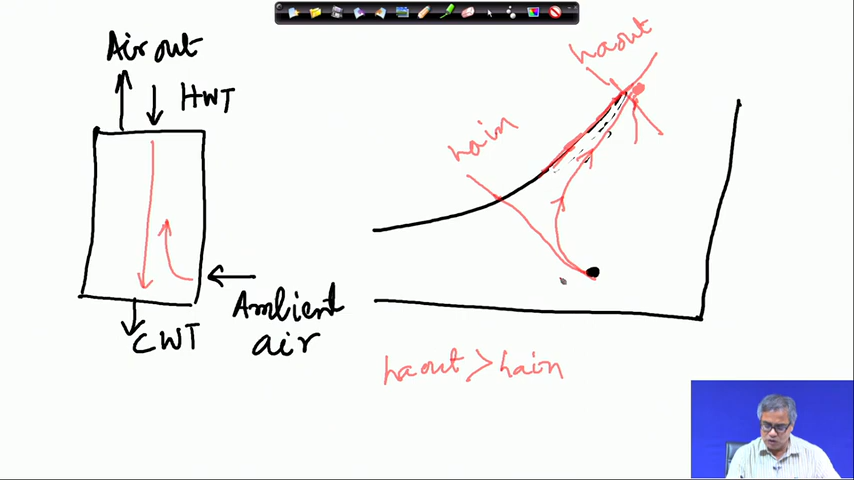 Air out
HWT
CWT
Ambient
air
hain
haout
haout > hain